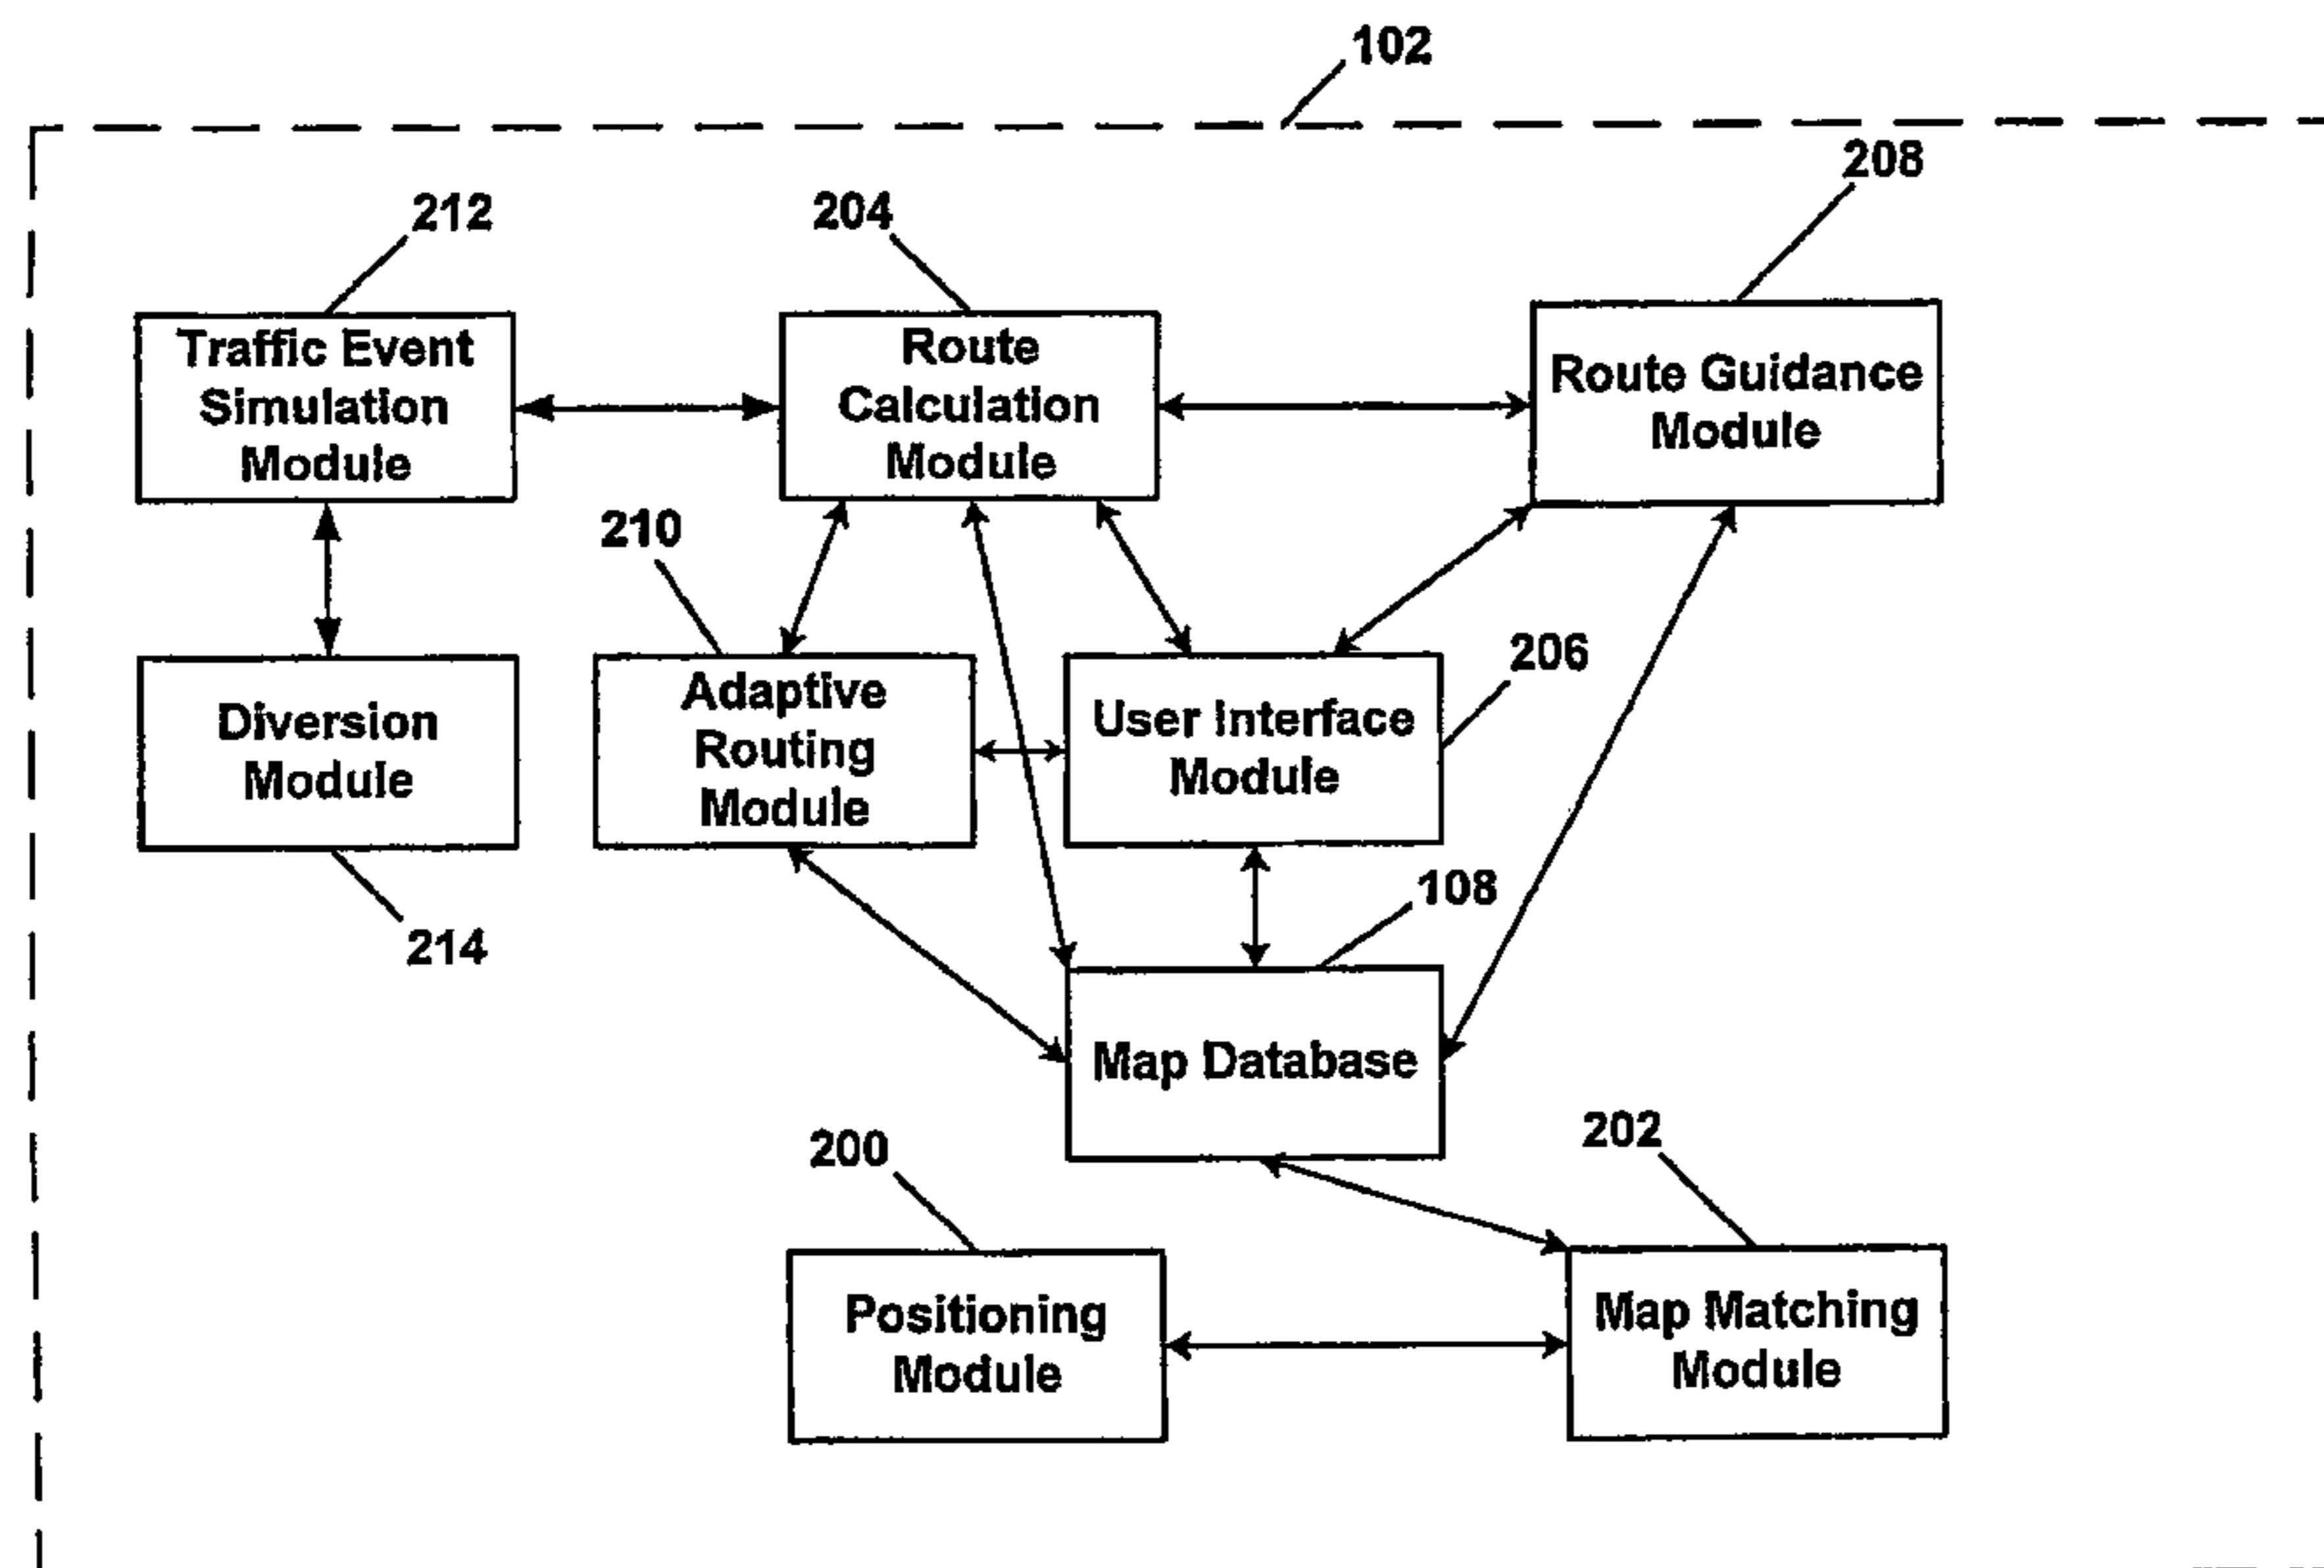 102
208
212
204
Traffic Event
Simulation
Module
Route
Calculation
Module
Route Guidance
Module
210
206
Diversion
Module
Adaptive
Routing
Module
User Interface
Module
108
214
Map Database
200
202
Positioning
Module
Map Matching
Module